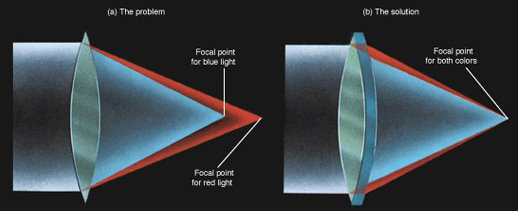 (a) The problem
(b) The solution
Focal point
for blue light
Focal point
for both colors
Focal point
for red light